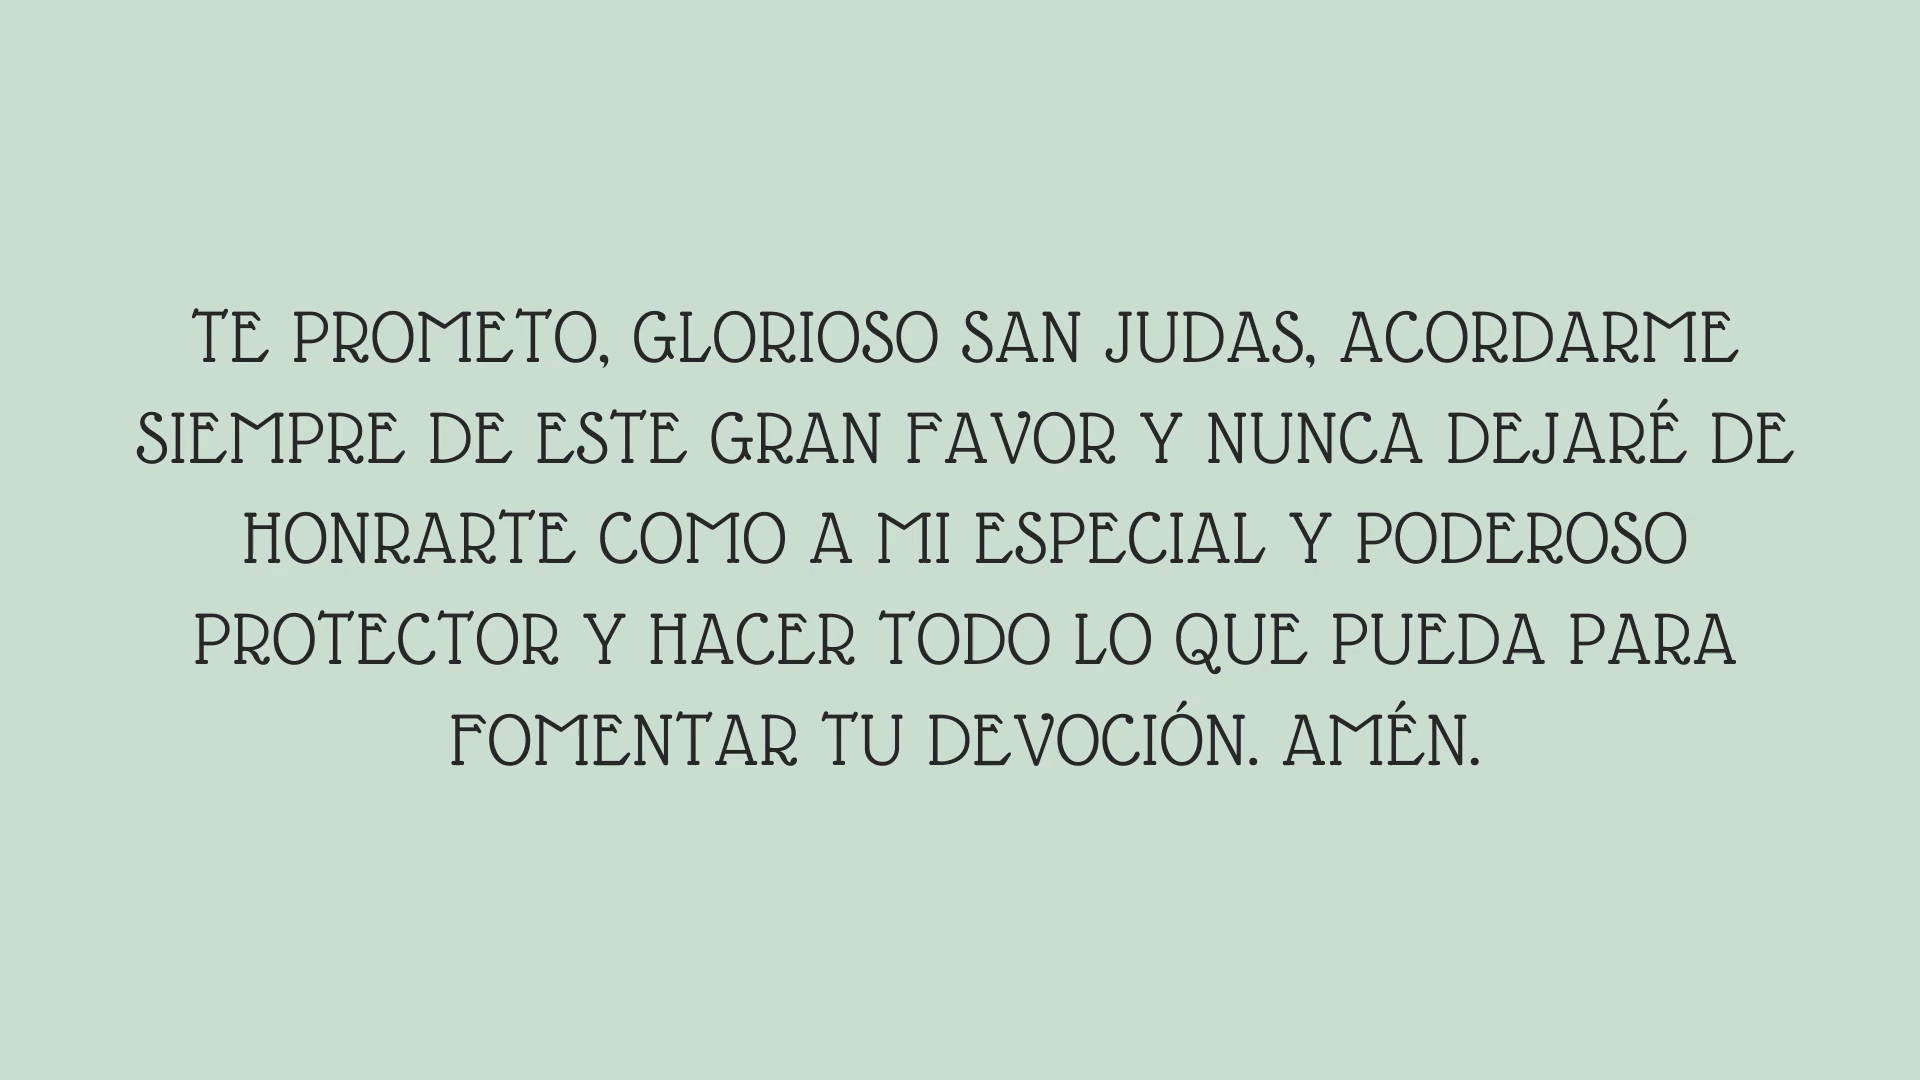 TE PROMETO, GLORIOSO SAN JUDAS, ACORDARME
SIEMPRE DE ESTE GRAN FAVOR Y NUNCA DEJARÉ DE
HONRARTE COMO A MI ESPECIAL Y PODEROSO
PROTECTOR Y HACER TODO LO QUE PUEDA PARA
FOMENTAR TU DEVOCIÓN. AMÉN.